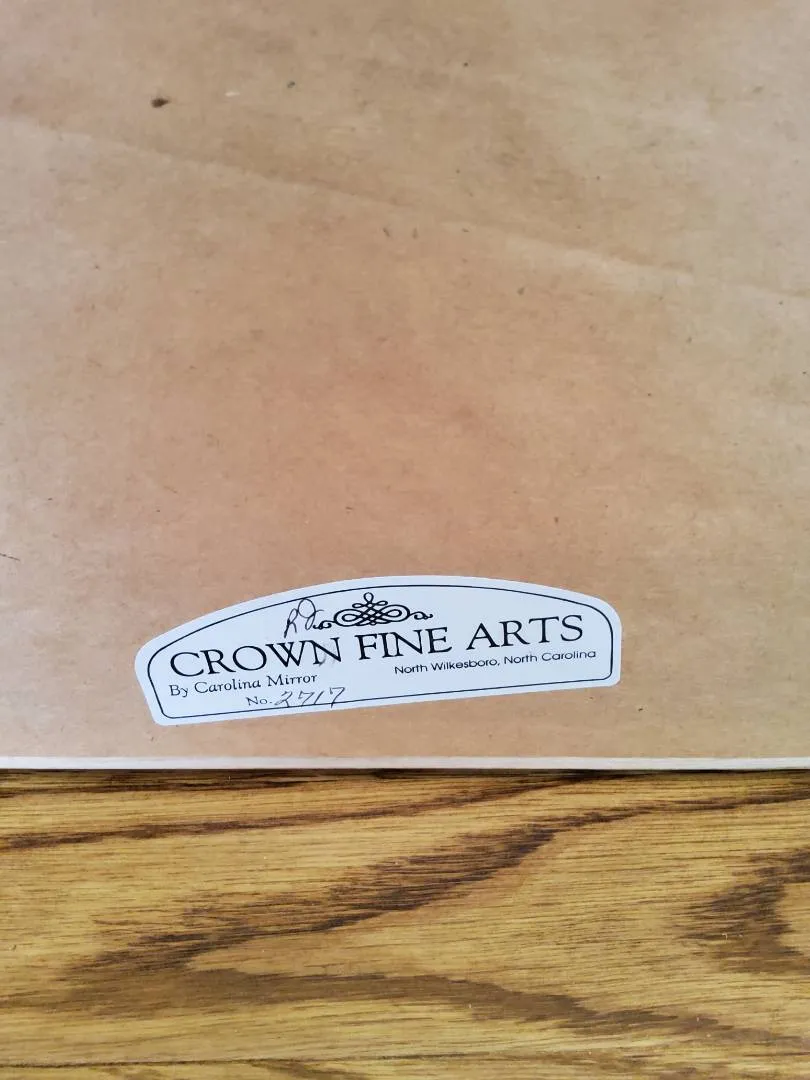 CROWN FINE ARTS
By Carolina Mirror
North Wilkesboro, North Carolina
No. 2717